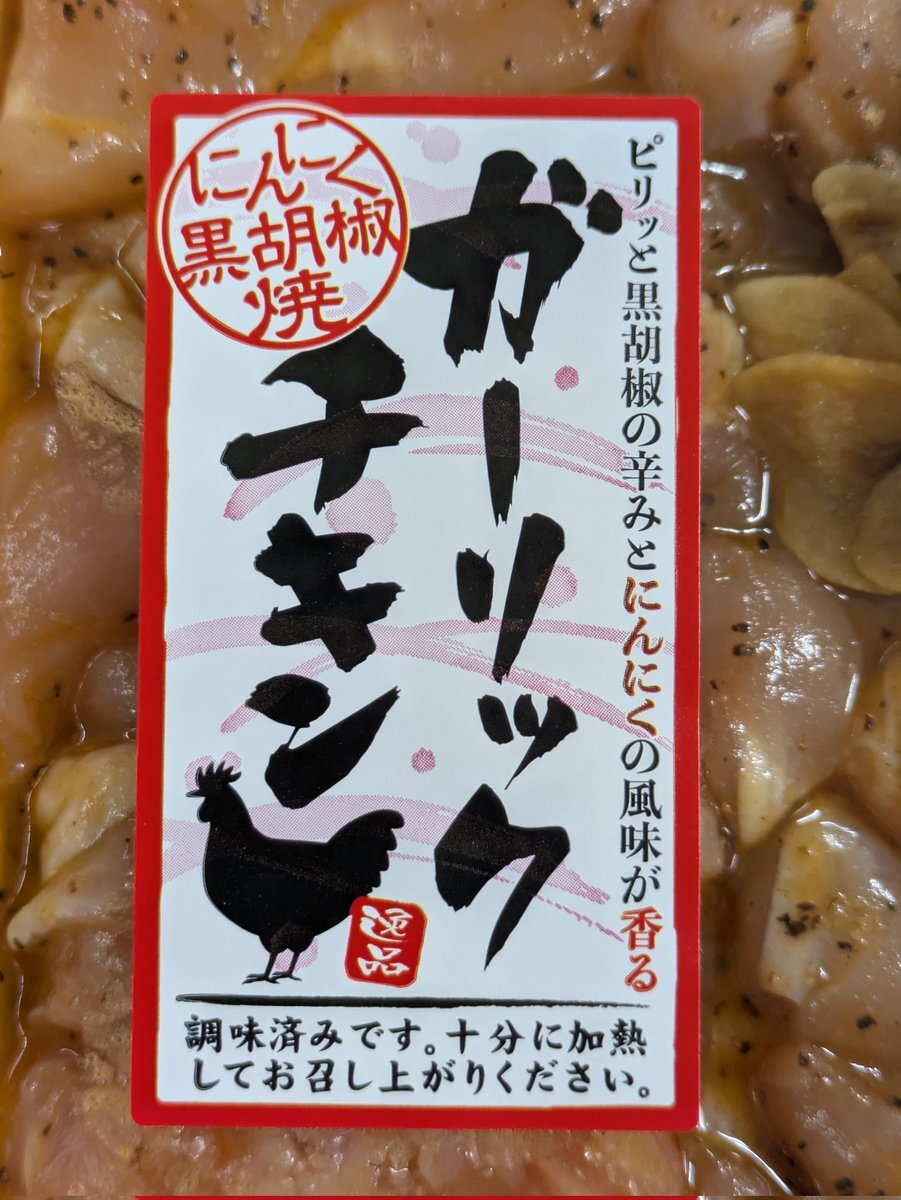 にんにく
黒胡椒
焼
ピリッと黒胡椒の辛みとにんにくの風味が香る
ガーリック
チキン
逸品
調味済みです。十分に加熱
してお召し上がりください。